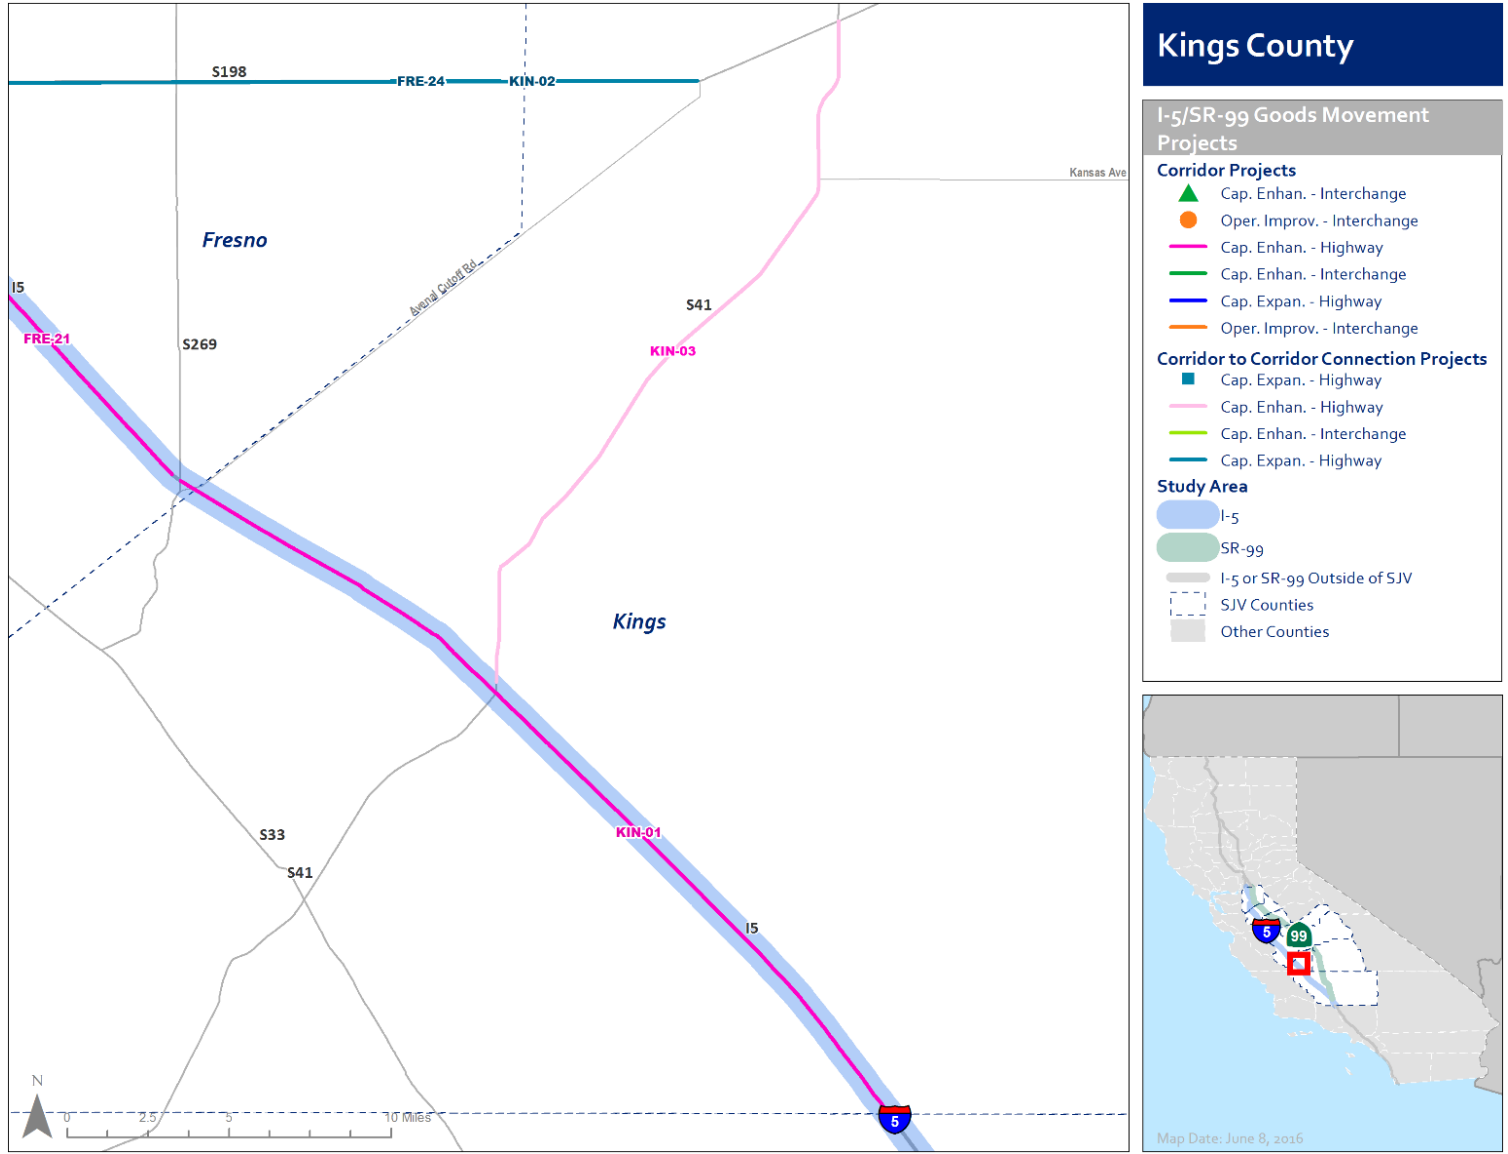 Kings County
I-5/SR-99 Goods Movement
Projects
Corridor Projects
Cap. Enhan. - Interchange
Oper. Improv. - Interchange
Cap. Enhan. - Highway
Cap. Enhan. - Interchange
Cap. Expan. - Highway
Oper. Improv. - Interchange
Corridor to Corridor Connection Projects
Cap. Expan. - Highway
Cap. Enhan. - Highway
Cap. Enhan. - Interchange
Cap. Expan. - Highway
Study Area
I-5
SR-99
I-5 or SR-99 Outside of SJV
SJV Counties
Other Counties
S198
FRE-24
KIN-02
Kansas Ave
Fresno
Avenal Cutoff Rd
I5
FRE-21
S269
S41
KIN-03
Kings
KIN-01
S33
S41
I5
5
N
0 2.5 5 10 Miles
5
99
Map Date: June 8, 2016